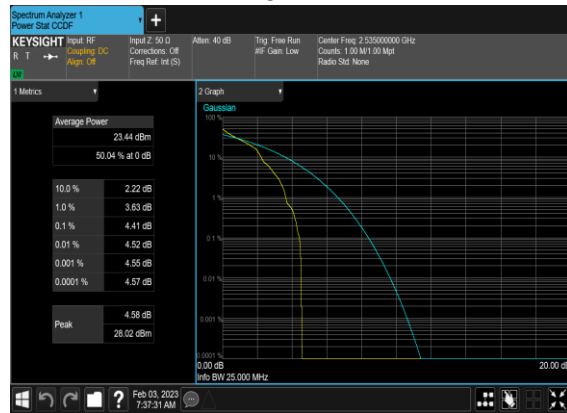 Spectrum Analyzer 1
Power Stat CCDF
KEYSIGHT
R T
LW
Input: RF
Coupling: DC
Align: Off
Input Z: 50 Ω
Corrections: Off
Freq Ref: Int (S)
Atten: 40 dB
Trig: Free Run
#IF Gain: Low
Center Freq: 2.535000000 GHz
Counts: 1.00 M/1.00 Mpt
Radio Std: None
1 Metrics
Average Power
23.44 dBm
50.04 % at 0 dB
10.0 % 2.22 dB
1.0 % 3.63 dB
0.1 % 4.41 dB
0.01 % 4.52 dB
0.001 % 4.55 dB
0.0001 % 4.57 dB
Peak
4.58 dB
28.02 dBm
2 Graph
Gaussian
100 %
10 %
1 %
0.1 %
0.01 %
0.001 %
0.0001 %
0.00 dB
20.00 dB
Info BW 25.000 MHz
?
Feb 03, 2023
7:37:31 AM